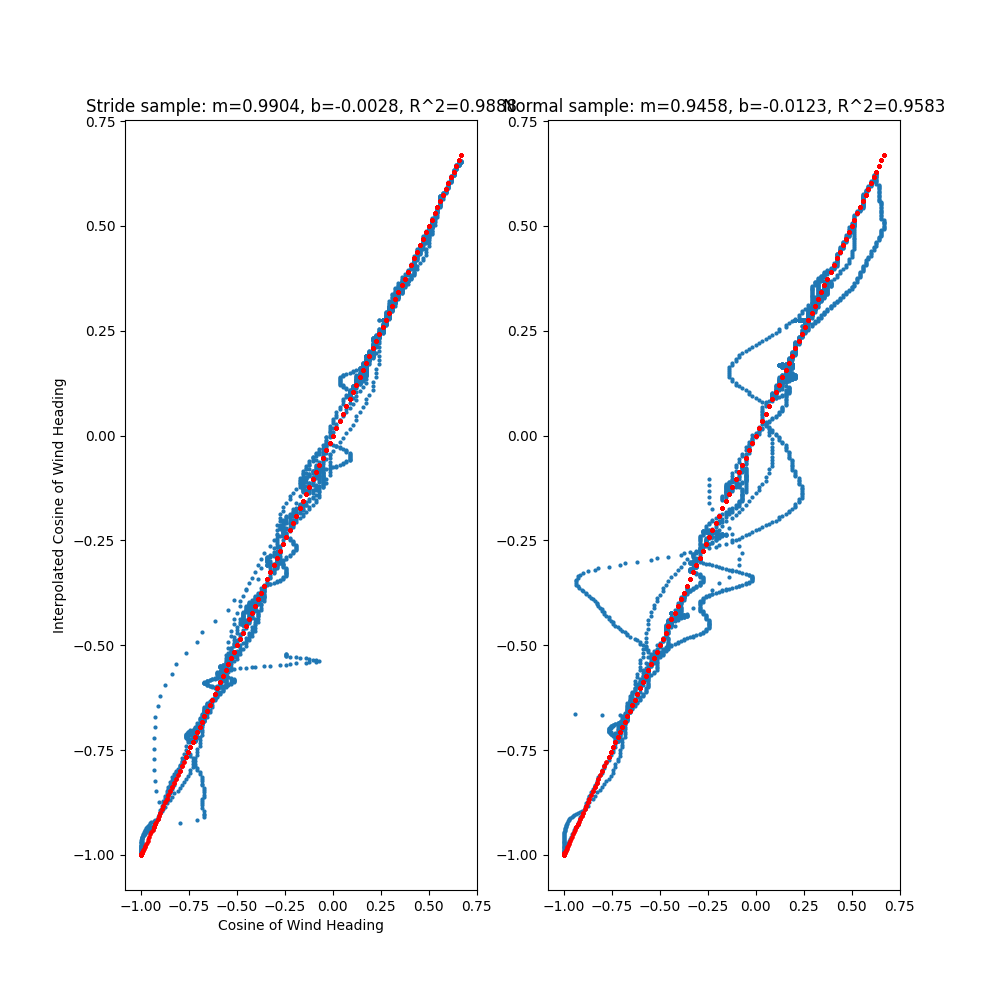 Stride sample: m=0.9904, b=-0.0028, R^2=0.9888
Normal sample: m=0.9458, b=-0.0123, R^2=0.9583
0.75
0.50
0.25
0.00
−0.25
−0.50
−0.75
−1.00
Interpolated Cosine of Wind Heading
−1.00 −0.75 −0.50 −0.25 0.00 0.25 0.50 0.75
Cosine of Wind Heading
0.75
0.50
0.25
0.00
−0.25
−0.50
−0.75
−1.00
−1.00 −0.75 −0.50 −0.25 0.00 0.25 0.50 0.75